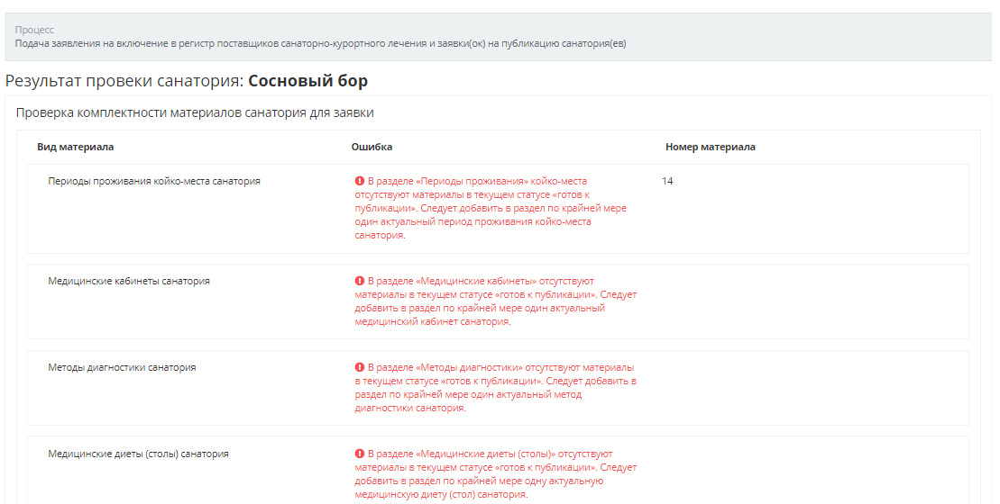 Процесс
Подача заявления на включение в регистр поставщиков санаторно-курортного лечения и заявки(ок) на публикацию санатория(ев)
Результат провеки санатория: Сосновый бор
Проверка комплектности материалов санатория для заявки
Вид материала Ошибка Номер материала
Периоды проживания койко-места санатория
В разделе «Периоды проживания» койко-места
отсутствуют материалы в текущем статусе «готов к
публикации». Следует добавить в раздел по крайней мере
один актуальный период проживания койко-места
санатория.
14
Медицинские кабинеты санатория
В разделе «Медицинские кабинеты» отсутствуют
материалы в текущем статусе «готов к публикации». Следует
добавить в раздел по крайней мере один актуальный
медицинский кабинет санатория.
Методы диагностики санатория
В разделе «Методы диагностики» отсутствуют материалы
в текущем статусе «готов к публикации». Следует добавить в
раздел по крайней мере один актуальный метод
диагностики санатория.
Медицинские диеты (столы) санатория
В разделе «Медицинские диеты (столы)» отсутствуют
материалы в текущем статусе «готов к публикации». Следует
добавить в раздел по крайней мере одну актуальную
медицинскую диету (стол) санатория.